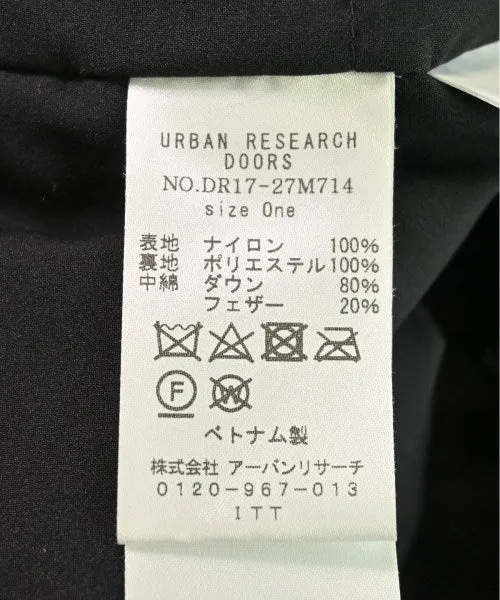 URBAN RESEARCH
DOORS
NO.DR17-27M714
size One
表地 ナイロン 100%
裏地 ポリエステル100%
中綿 ダウン 80%
フェザー 20%
F W
ベトナム製
株式会社 アーバンリサーチ
0120-967-013
ITT